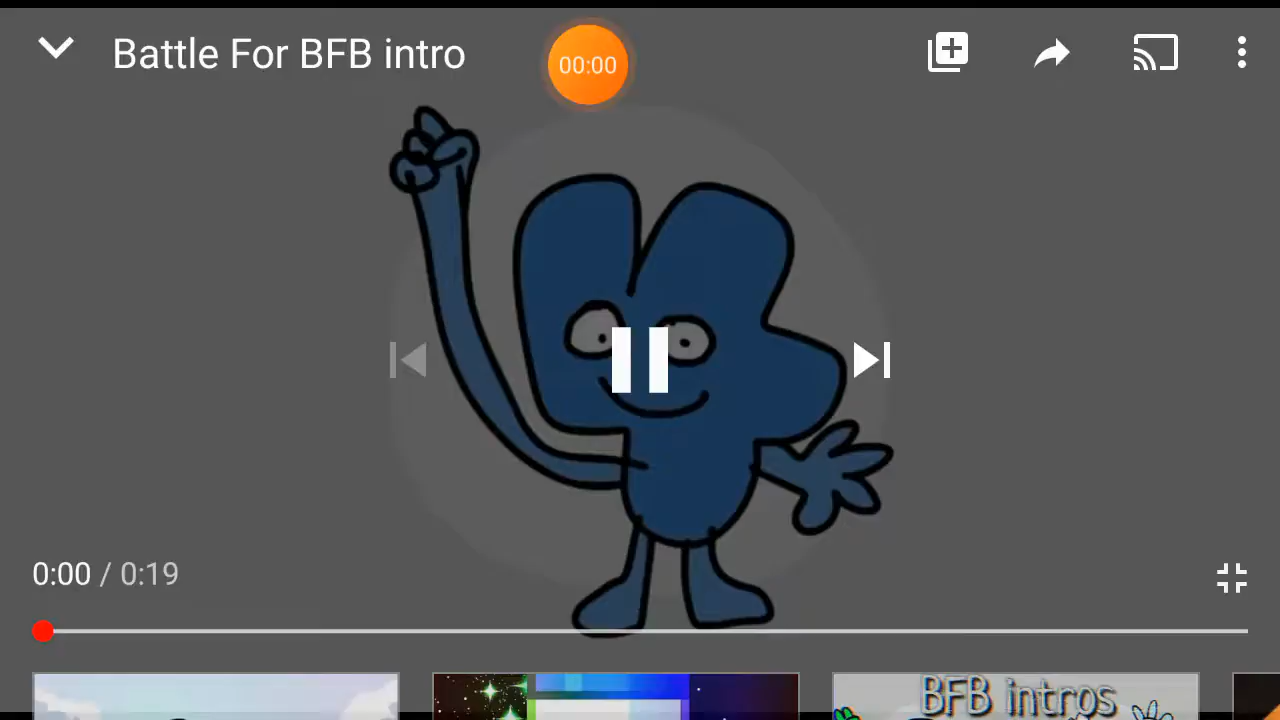 Battle For BFB intro
00:00
0:00 / 0:19
BFB intros